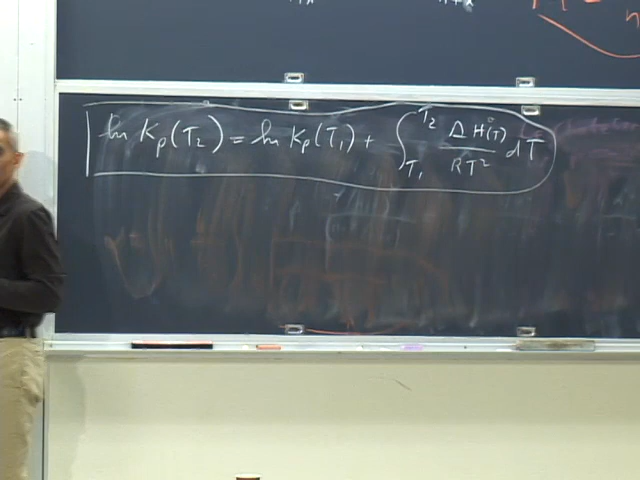 ln Kp(T₂) = ln Kp(T₁) + ∫_{T₁}^{T₂} ΔH°(T)/RT² dT